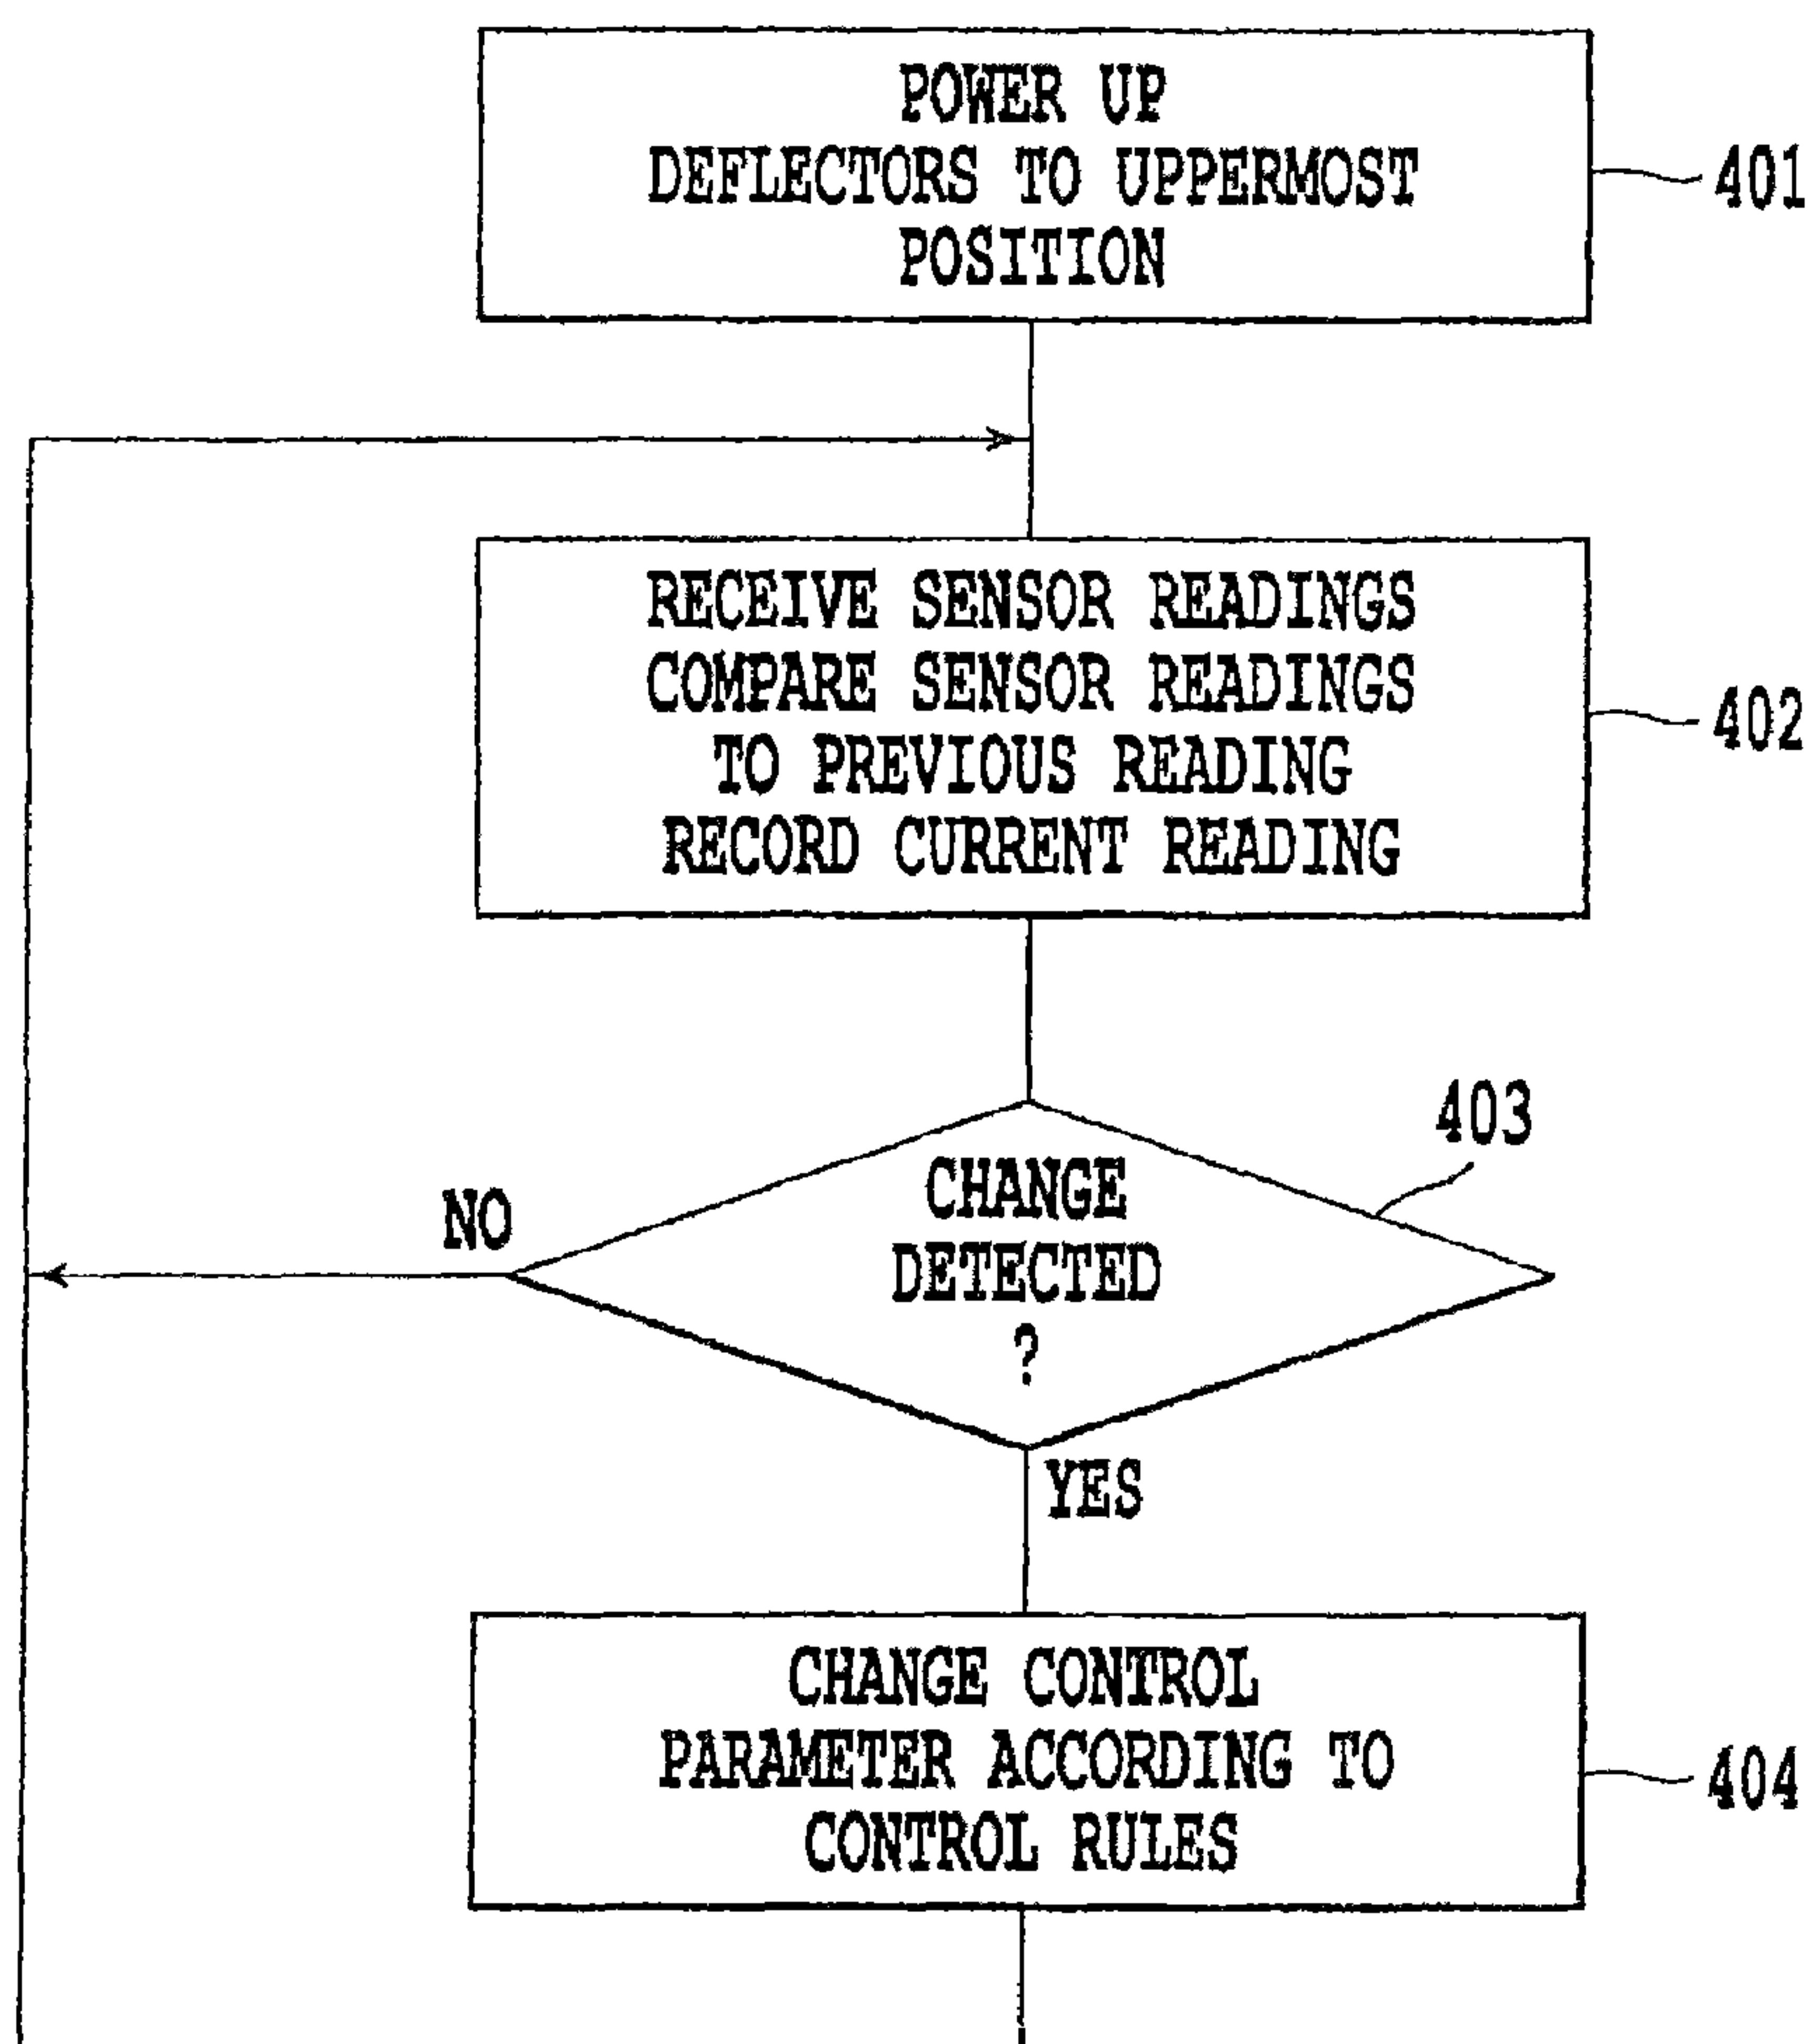 POWER UP
DEFLECTORS TO UPPERMOST
POSITION
401
RECEIVE SENSOR READINGS
COMPARE SENSOR READINGS
TO PREVIOUS READING
RECORD CURRENT READING
402
403
CHANGE
DETECTED
?
NO
YES
CHANGE CONTROL
PARAMETER ACCORDING TO
CONTROL RULES
404